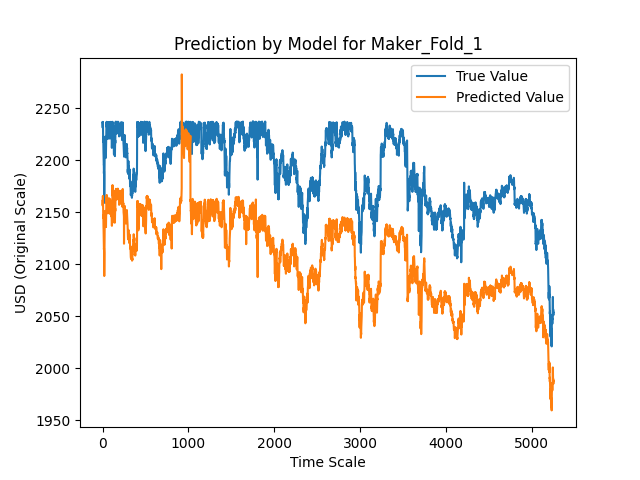 Prediction by Model for Maker_Fold_1
True Value
Predicted Value
USD (Original Scale)
2250
2200
2150
2100
2050
2000
1950
0 1000 2000 3000 4000 5000
Time Scale